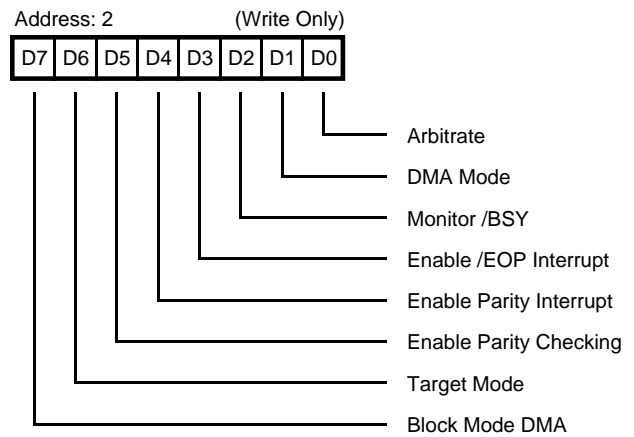 Address: 2 (Write Only)
D7 D6 D5 D4 D3 D2 D1 D0
Arbitrate
DMA Mode
Monitor /BSY
Enable /EOP Interrupt
Enable Parity Interrupt
Enable Parity Checking
Target Mode
Block Mode DMA